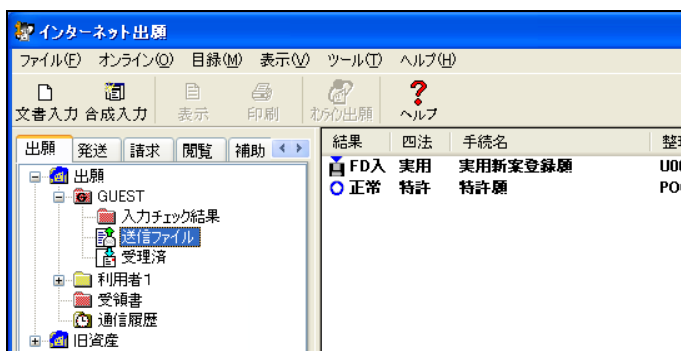 インターネット出願
ファイル(F) オンライン(O) 目録(M) 表示(V) ツール(T) ヘルプ(H)
文書入力 合成入力 表示 印刷 オンライン出願 ヘルプ
出願 発送 請求 閲覧 補助
結果 四法 手続名 整理
FD入 実用 実用新案登録願 U00
正常 特許 特許願 P0
出願
GUEST
入力チェック結果
送信ファイル
受理済
利用者1
受領書
通信履歴
旧資産